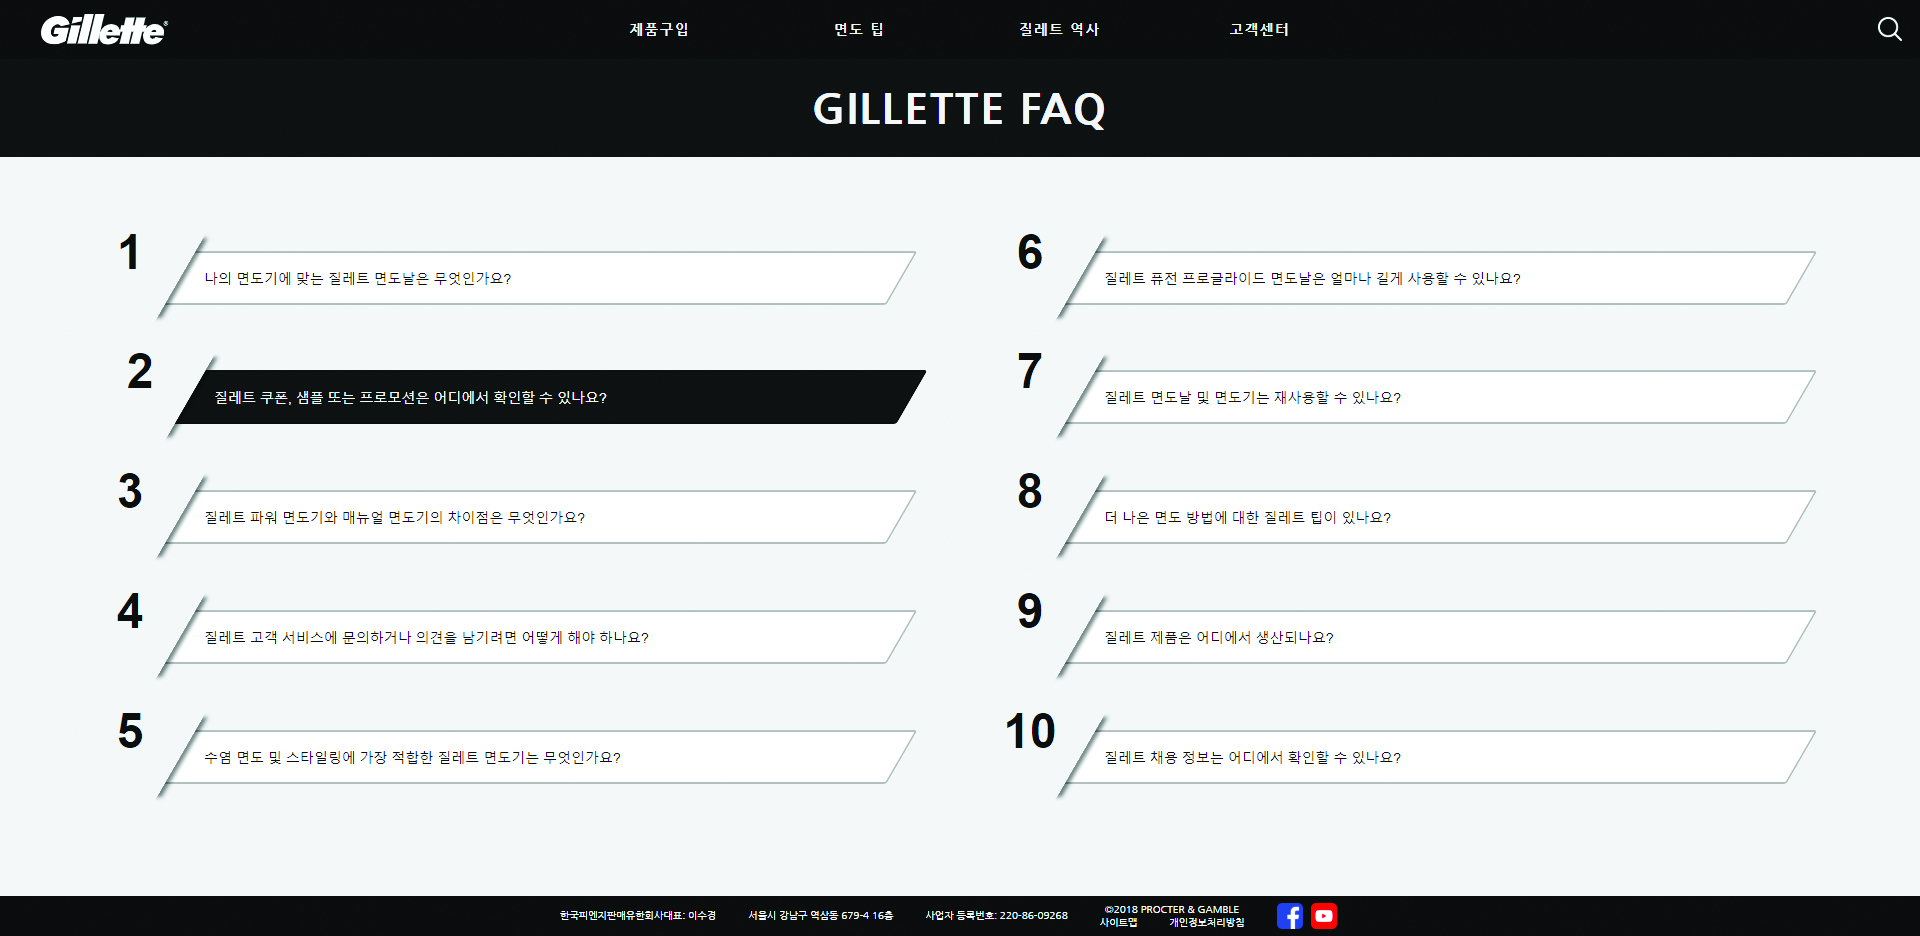 Gillette®
제품구입
면도 팁
질레트 역사
고객센터
GILLETTE FAQ
1
나의 면도기에 맞는 질레트 면도날은 무엇인가요?
2
질레트 쿠폰, 샘플 또는 프로모션은 어디에서 확인할 수 있나요?
3
질레트 파워 면도기와 매뉴얼 면도기의 차이점은 무엇인가요?
4
질레트 고객 서비스에 문의하거나 의견을 남기려면 어떻게 해야 하나요?
5
수염 면도 및 스타일링에 가장 적합한 질레트 면도기는 무엇인가요?
6
질레트 퓨전 프로글라이드 면도날은 얼마나 길게 사용할 수 있나요?
7
질레트 면도날 및 면도기는 재사용할 수 있나요?
8
더 나은 면도 방법에 대한 질레트 팁이 있나요?
9
질레트 제품은 어디에서 생산되나요?
10
질레트 채용 정보는 어디에서 확인할 수 있나요?
한국피엔지판매유한회사대표: 이수경
서울시 강남구 역삼동 679-4 16층
사업자 등록번호: 220-86-09268
©2018 PROCTER & GAMBLE
사이트맵
개인정보처리방침